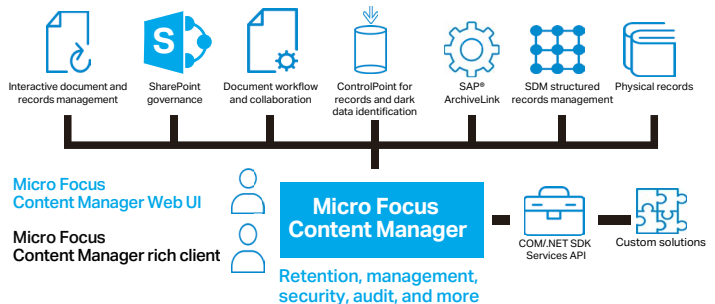 S
Interactive document and
records management
SharePoint
governance
Document workflow
and collaboration
ControlPoint for
records and dark
data identification
SAP®
ArchiveLink
SDM structured
records management
Physical records
Micro Focus
Content Manager Web UI
Micro Focus
Content Manager rich client
Micro Focus
Content Manager
Retention, management,
security, audit, and more
COM/.NET SDK
Services API
Custom solutions